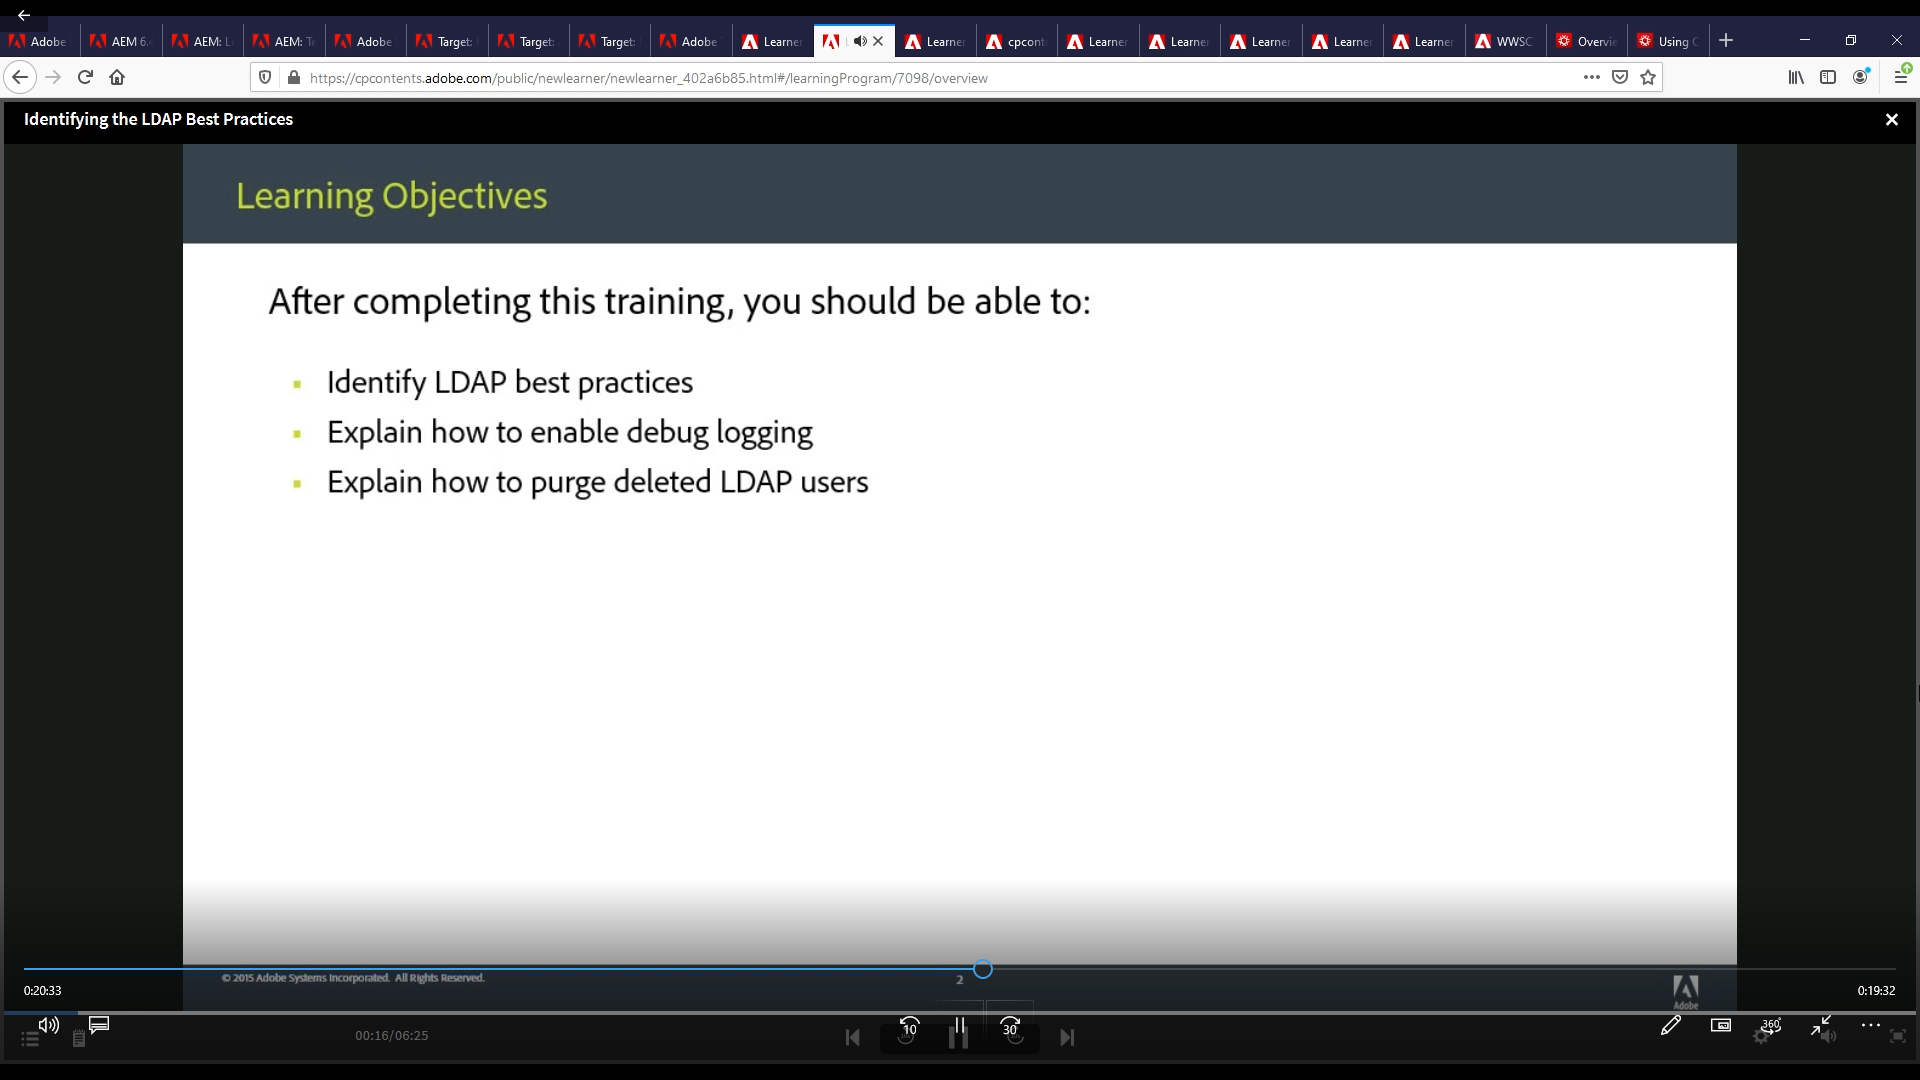 Adobe
AEM 6.
AEM: L
AEM: Te
Adobe
Target:
Target:
Target:
Adobe
Learner
Learner
cpcont
Learner
Learner
Learner
Learner
Learner
WWSC
Overvie
Using C
https://cpcontents.adobe.com/public/newlearner/newlearner_402a6b85.html#/learningProgram/7098/overview
Identifying the LDAP Best Practices
Learning Objectives
After completing this training, you should be able to:
Identify LDAP best practices
Explain how to enable debug logging
Explain how to purge deleted LDAP users
© 2015 Adobe Systems Incorporated. All Rights Reserved.
2
Adobe
0:20:33
0:19:32
00:16/06:25
10
30
360